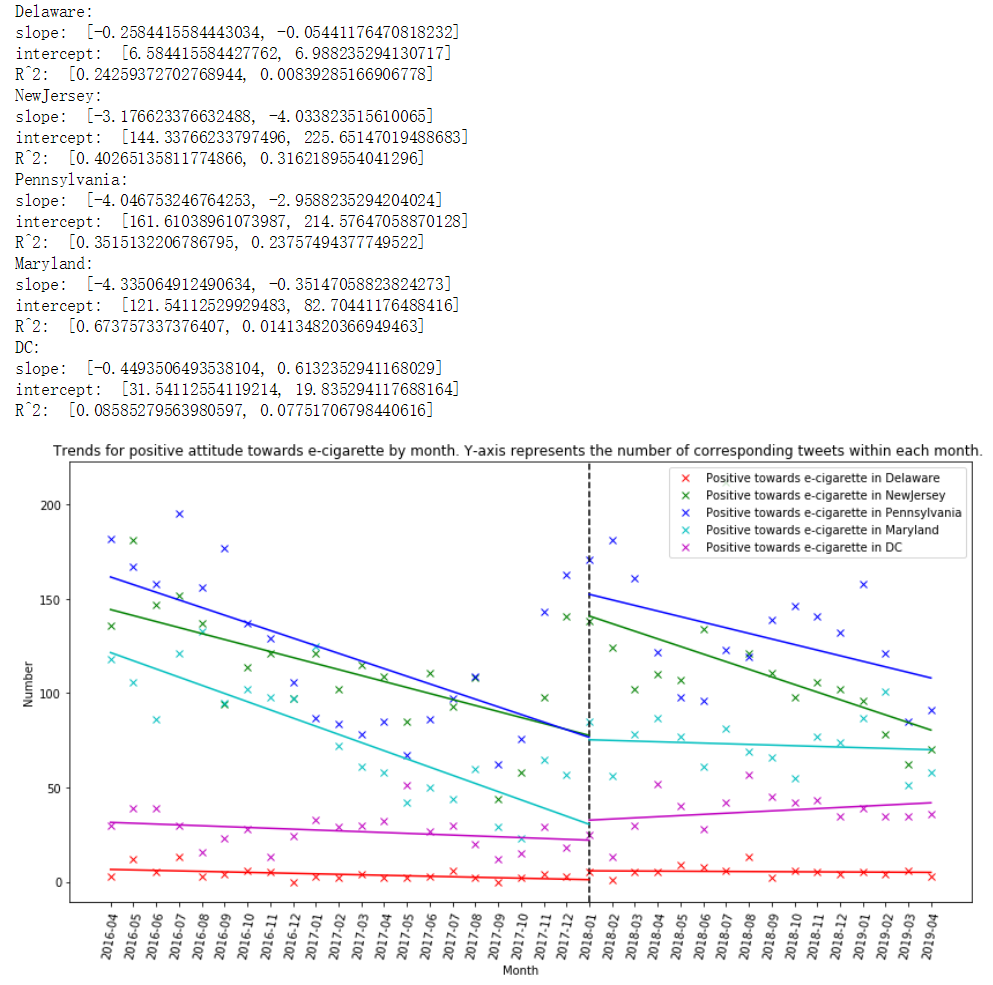 Delaware:
slope:  [-0.2584415584443034, -0.05441176470818232]
intercept:  [6.584415584427762, 6.988235294130717]
R^2:  [0.24259372702768944, 0.00839285166906778]
NewJersey:
slope:  [-3.176623376632488, -4.033823515610065]
intercept:  [144.33766233797496, 225.65147019488683]
R^2:  [0.40265135811774866, 0.3162189554041296]
Pennsylvania:
slope:  [-4.046753246764253, -2.9588235294204024]
intercept:  [161.61038961073987, 214.57647058870128]
R^2:  [0.3515132206786795, 0.23757494377749522]
Maryland:
slope:  [-4.335064912490634, -0.35147058823824273]
intercept:  [121.54112529929483, 82.70441176488416]
R^2:  [0.673757337376407, 0.014134820366949463]
DC:
slope:  [-0.4493506493538104, 0.6132352941168029]
intercept:  [31.54112554119214, 19.835294117688164]
R^2:  [0.08585279563980597, 0.07751706798440616]
Trends for positive attitude towards e-cigarette by month. Y-axis represents the number of corresponding tweets within each month.
Positive towards e-cigarette in Delaware
Positive towards e-cigarette in NewJersey
Positive towards e-cigarette in Pennsylvania
Positive towards e-cigarette in Maryland
Positive towards e-cigarette in DC
200
150
100
50
0
Number
2016-04
2016-05
2016-06
2016-07
2016-08
2016-09
2016-10
2016-11
2016-12
2017-01
2017-02
2017-03
2017-04
2017-05
2017-06
2017-07
2017-08
2017-09
2017-10
2017-11
2017-12
2018-01
2018-02
2018-03
2018-04
2018-05
2018-06
2018-07
2018-08
2018-09
2018-10
2018-11
2018-12
2019-01
2019-02
2019-03
2019-04
Month